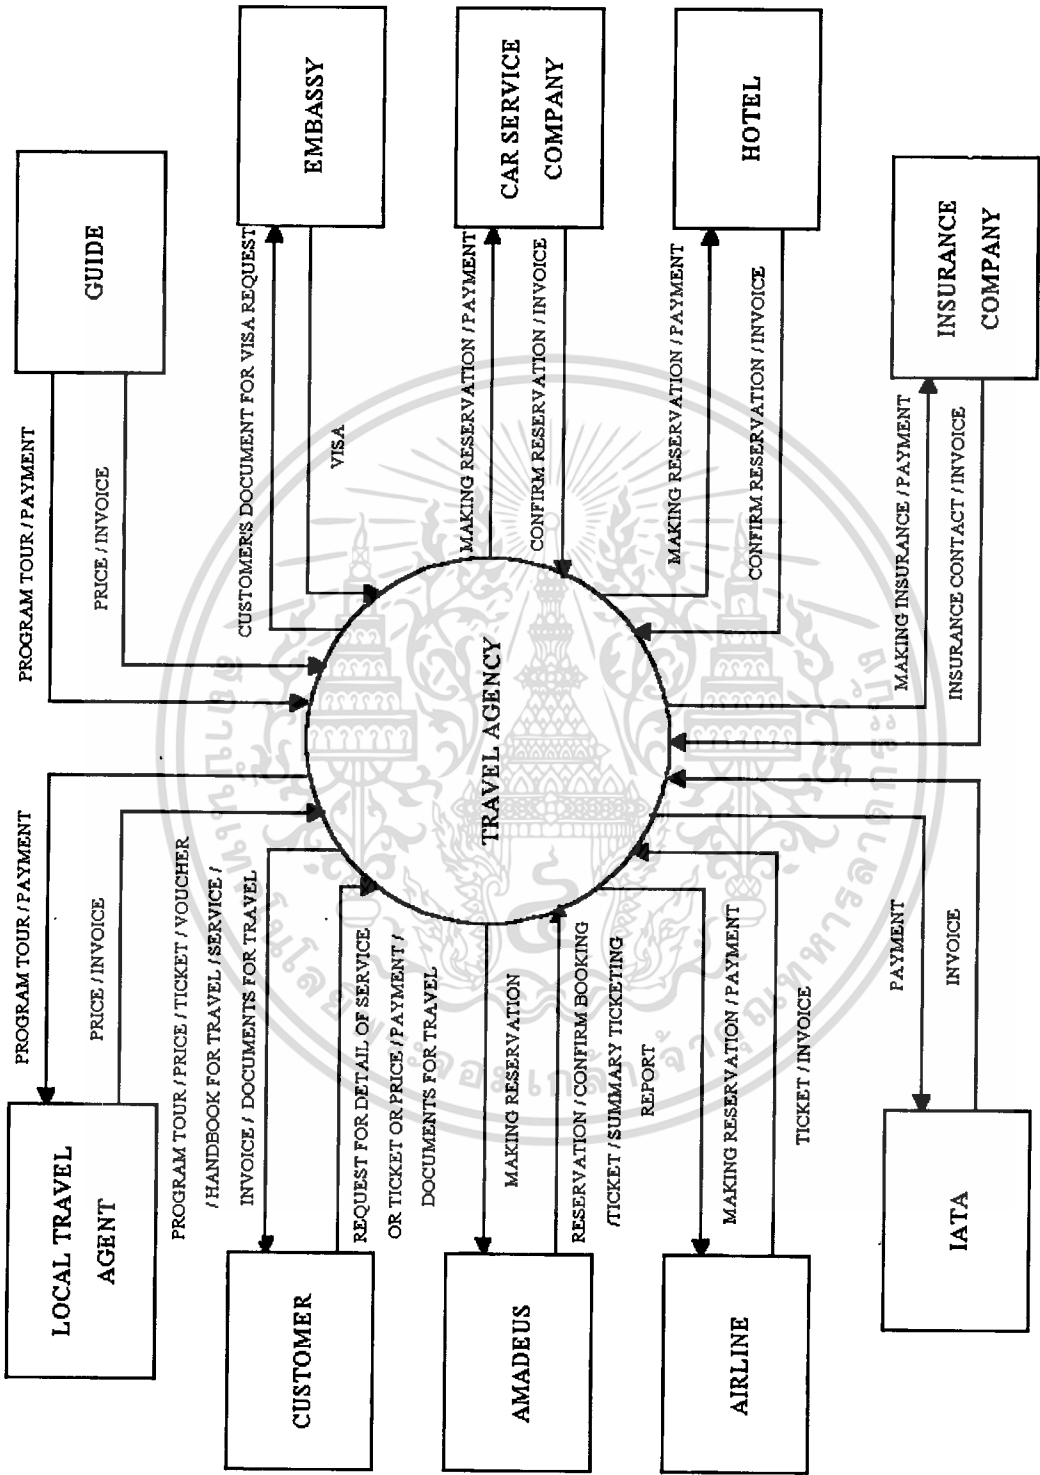 LOCAL TRAVEL
AGENT
PROGRAM TOUR / PAYMENT
PRICE / INVOICE
PROGRAM TOUR / PAYMENT
PRICE / INVOICE
GUIDE
CUSTOMER
PROGRAM TOUR / PRICE / TICKET / VOUCHER
/ HANDBOOK FOR TRAVEL / SERVICE /
INVOICE / DOCUMENTS FOR TRAVEL
REQUEST FOR DETAIL OF SERVICE
OR TICKET OR PRICE / PAYMENT /
DOCUMENTS FOR TRAVEL
CUSTOMER'S DOCUMENT FOR VISA REQUEST
VISA
EMBASSY
AMADEUS
MAKING RESERVATION
RESERVATION / CONFIRM BOOKING
/TICKET / SUMMARY TICKETING
REPORT
TRAVEL AGENCY
MAKING RESERVATION / PAYMENT
CONFIRM RESERVATION / INVOICE
CAR SERVICE
COMPANY
AIRLINE
MAKING RESERVATION / PAYMENT
TICKET / INVOICE
MAKING RESERVATION / PAYMENT
CONFIRM RESERVATION / INVOICE
HOTEL
IATA
PAYMENT
INVOICE
MAKING INSURANCE / PAYMENT
INSURANCE CONTACT / INVOICE
INSURANCE
COMPANY